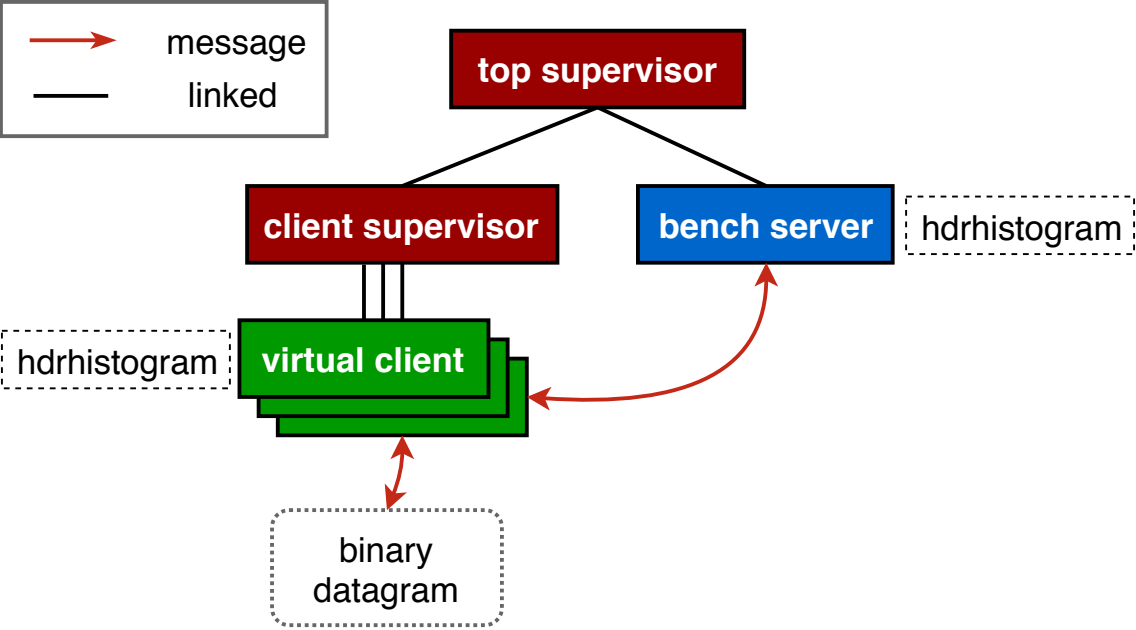 message
linked
top supervisor
client supervisor
bench server
hdrhistogram
hdrhistogram
virtual client
binary
datagram